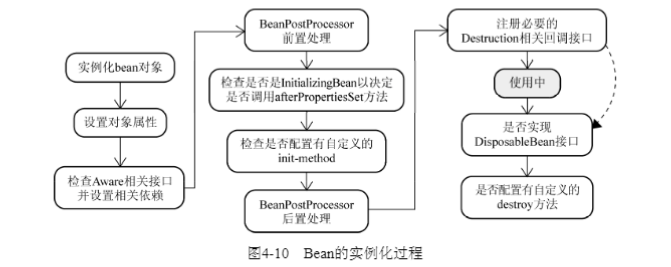 实例化bean对象
设置对象属性
检查Aware相关接口
并设置相关依赖
BeanPostProcessor
前置处理
检查是否是InitializingBean以决定
是否调用afterPropertiesSet方法
检查是否配置有自定义的
init-method
BeanPostProcessor
后置处理
注册必要的
Destruction相关回调接口
使用中
是否实现
DisposableBean接口
是否配置有自定义的
destroy方法
图4-10 Bean的实例化过程